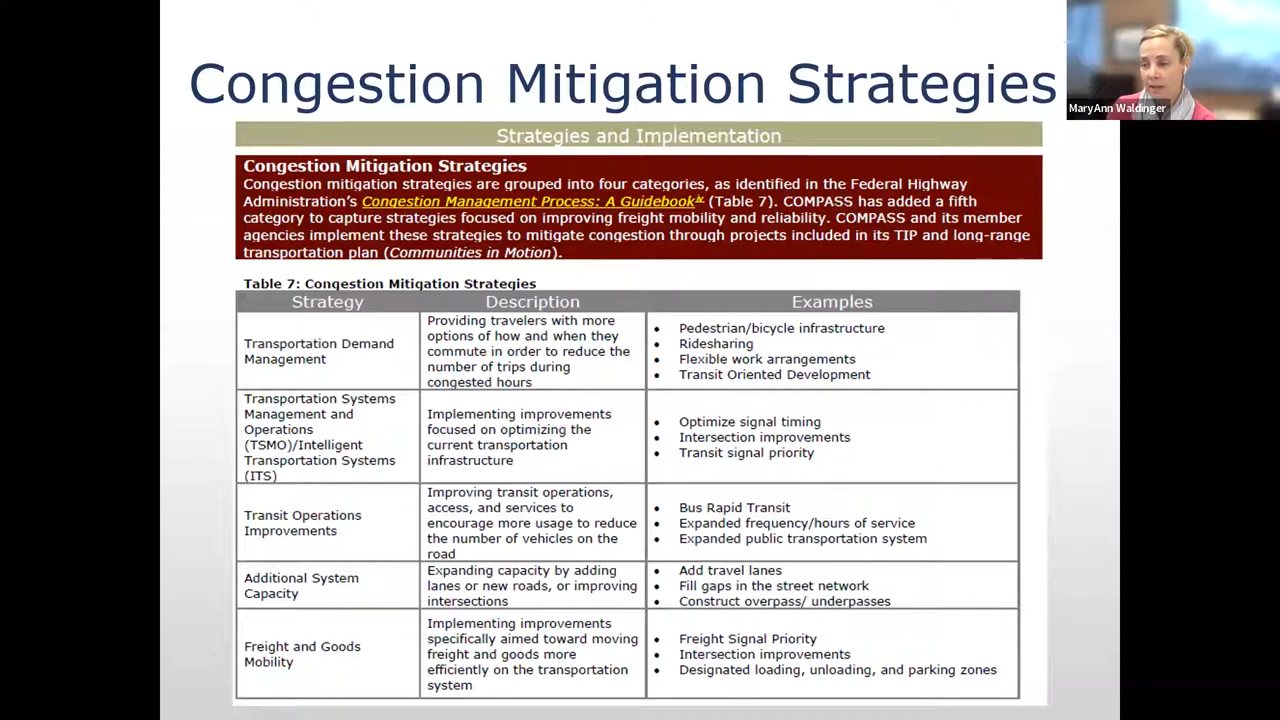 Congestion Mitigation Strategies
MaryAnn Waldinger
Strategies and Implementation
Congestion Mitigation Strategies
Congestion mitigation strategies are grouped into four categories, as identified in the Federal Highway
Administration's Congestion Management Process: A Guidebook iv (Table 7). COMPASS has added a fifth
category to capture strategies focused on improving freight mobility and reliability. COMPASS and its member
agencies implement these strategies to mitigate congestion through projects included in its TIP and long-range
transportation plan (Communities in Motion).
Table 7: Congestion Mitigation Strategies
Strategy Description Examples
Transportation Demand
Management
Providing travelers with more
options of how and when they
commute in order to reduce the
number of trips during
congested hours
• Pedestrian/bicycle infrastructure
• Ridesharing
• Flexible work arrangements
• Transit Oriented Development
Transportation Systems
Management and
Operations
(TSMO)/Intelligent
Transportation Systems
(ITS)
Implementing improvements
focused on optimizing the
current transportation
infrastructure
• Optimize signal timing
• Intersection improvements
• Transit signal priority
Transit Operations
Improvements
Improving transit operations,
access, and services to
encourage more usage to reduce
the number of vehicles on the
road
• Bus Rapid Transit
• Expanded frequency/hours of service
• Expanded public transportation system
Additional System
Capacity
Expanding capacity by adding
lanes or new roads, or improving
intersections
• Add travel lanes
• Fill gaps in the street network
• Construct overpass/ underpasses
Freight and Goods
Mobility
Implementing improvements
specifically aimed toward moving
freight and goods more
efficiently on the transportation
system
• Freight Signal Priority
• Intersection improvements
• Designated loading, unloading, and parking zones